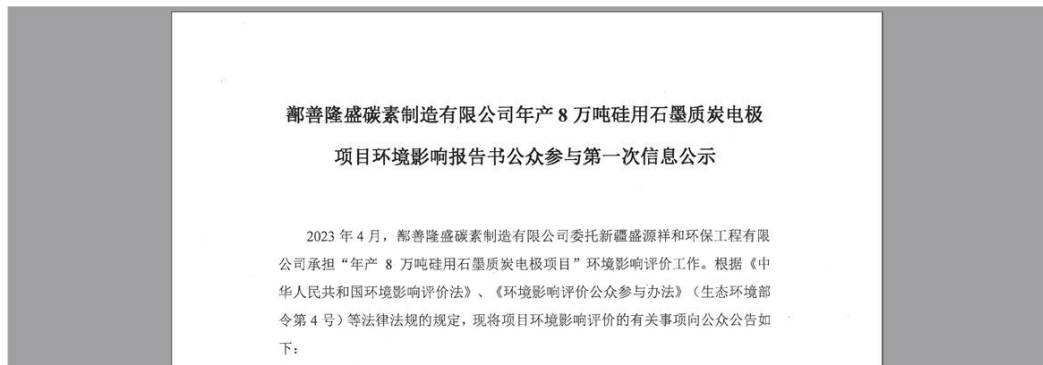 鄯善隆盛碳素制造有限公司年产 8 万吨硅用石墨质炭电极
项目环境影响报告书公众参与第一次信息公示
2023 年 4 月，鄯善隆盛碳素制造有限公司委托新疆盛源祥和环保工程有限
公司承担“年产 8 万吨硅用石墨质炭电极项目”环境影响评价工作。根据《中
华人民共和国环境影响评价法》、《环境影响评价公众参与办法》（生态环境部
令第 4 号）等法律法规的规定，现将项目环境影响评价的有关事项向公众公告如
下：